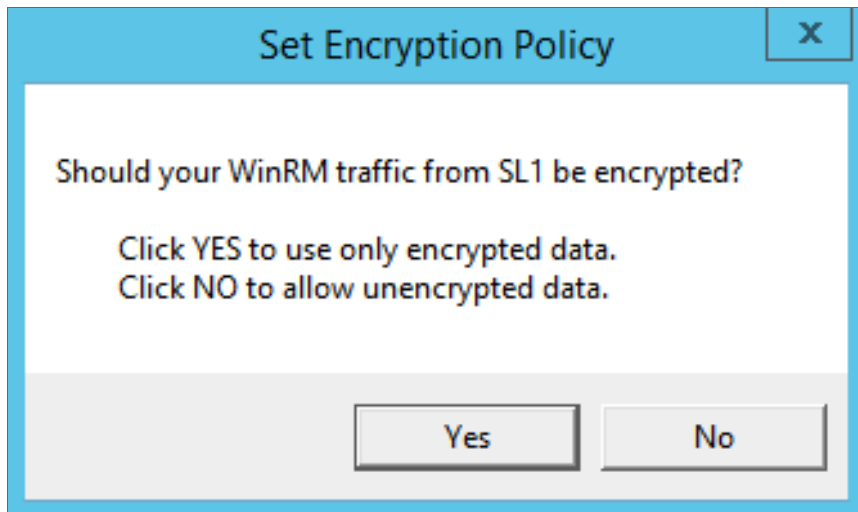 Set Encryption Policy
x
Should your WinRM traffic from SL1 be encrypted?
Click YES to use only encrypted data.
Click NO to allow unencrypted data.
Yes
No